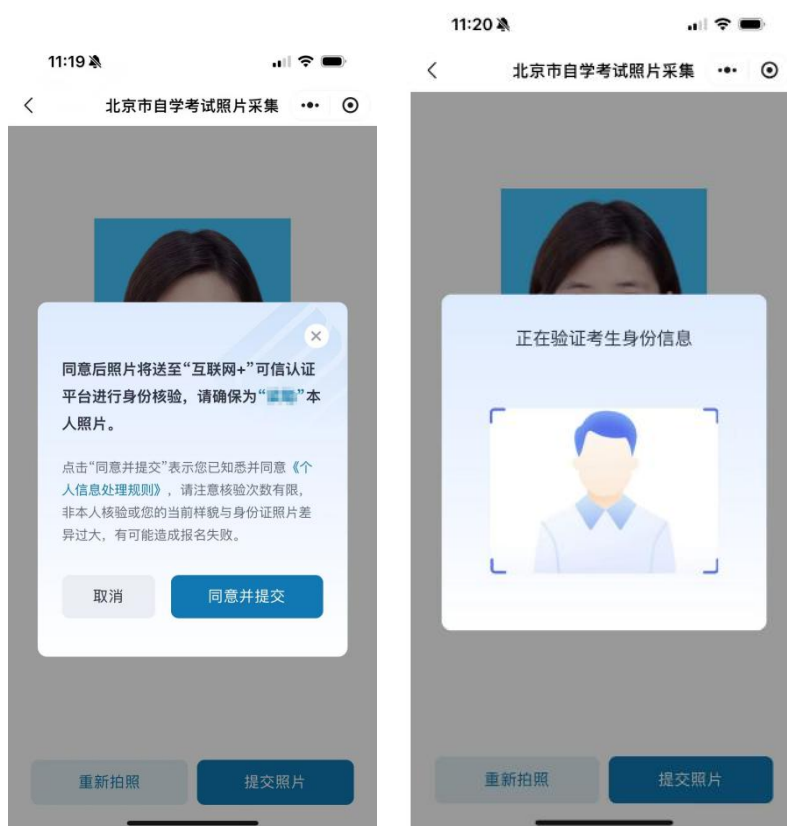 11:19
北京市自学考试照片采集
同意后照片将送至“互联网+”可信认证
平台进行身份核验，请确保为“ ”本
人照片。
点击“同意并提交”表示您已知悉并同意《个
人信息处理规则》，请注意核验次数有限，
非本人核验或您的当前样貌与身份证照片差
异过大，有可能造成报名失败。
取消
同意并提交
重新拍照
提交照片
11:20
北京市自学考试照片采集
正在验证考生身份信息
重新拍照
提交照片